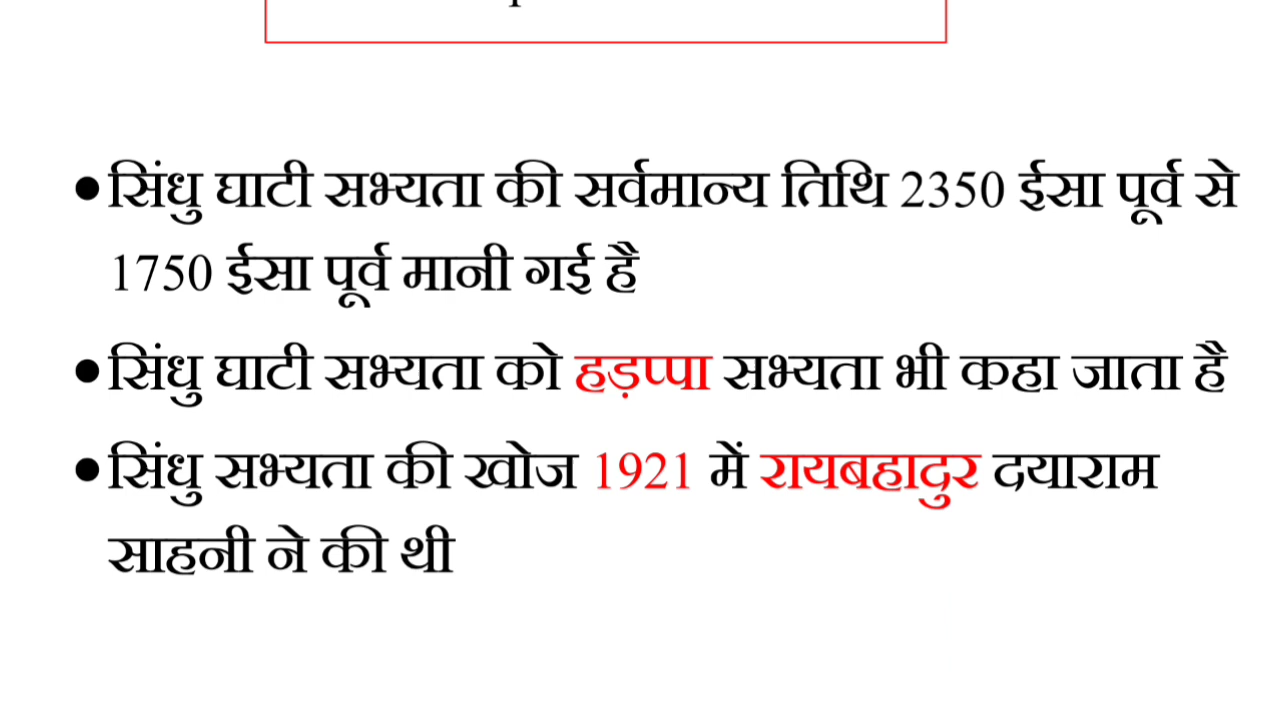 ●सिंधु घाटी सभ्यता की सर्वमान्य तिथि 2350 ईसा पूर्व से
1750 ईसा पूर्व मानी गई है
●सिंधु घाटी सभ्यता को हड़प्पा सभ्यता भी कहा जाता है
●सिंधु सभ्यता की खोज 1921 में रायबहादुर दयाराम
साहनी ने की थी